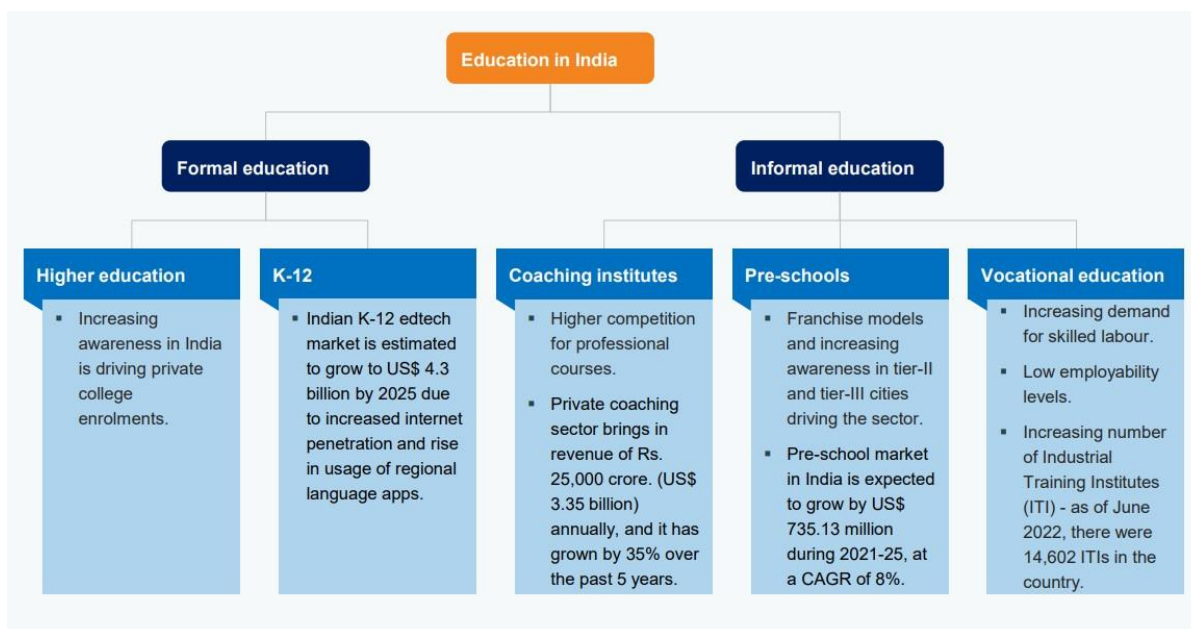 Education in India
Formal education
Informal education
Higher education
▪ Increasing
awareness in India
is driving private
college
enrolments.
K-12
▪ Indian K-12 edtech
market is estimated
to grow to US$ 4.3
billion by 2025 due
to increased internet
penetration and rise
in usage of regional
language apps.
Coaching institutes
▪ Higher competition
for professional
courses.
▪ Private coaching
sector brings in
revenue of Rs.
25,000 crore. (US$
3.35 billion)
annually, and it has
grown by 35% over
the past 5 years.
Pre-schools
▪ Franchise models
and increasing
awareness in tier-II
and tier-III cities
driving the sector.
▪ Pre-school market
in India is expected
to grow by US$
735.13 million
during 2021-25, at
a CAGR of 8%.
Vocational education
▪ Increasing demand
for skilled labour.
▪ Low employability
levels.
▪ Increasing number
of Industrial
Training Institutes
(ITI) - as of June
2022, there were
14,602 ITIs in the
country.